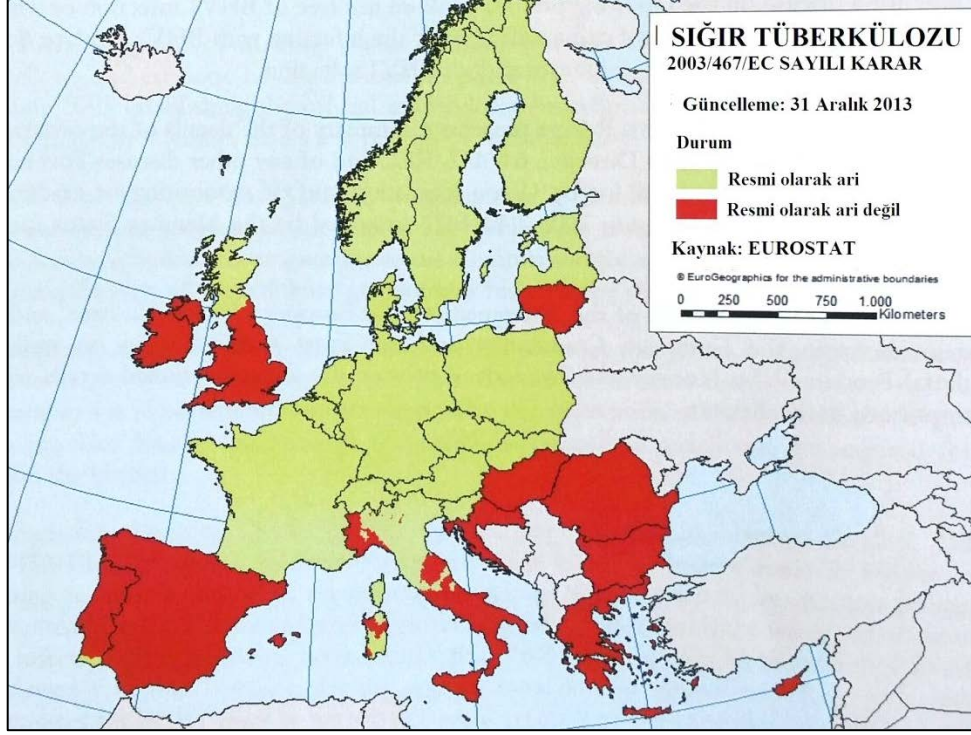 SIĞIR TÜBERKÜLOZU
2003/467/EC SAYILI KARAR
Güncelleme: 31 Aralık 2013
Durum
Resmi olarak ari
Resmi olarak ari değil
Kaynak: EUROSTAT
© EuroGeographics for the administrative boundaries
0 250 500 750 1.000
Kilometers